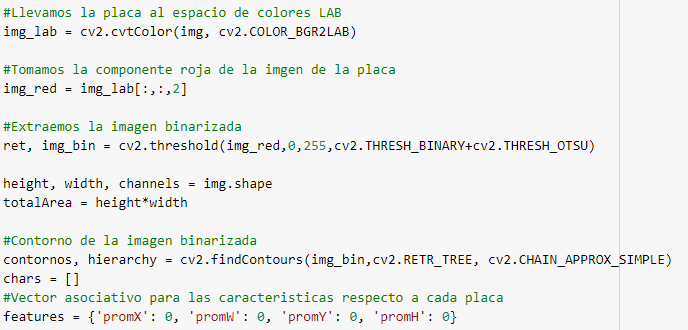 #Llevamos la placa al espacio de colores LAB
img_lab = cv2.cvtColor(img, cv2.COLOR_BGR2LAB)
#Tomamos la componente roja de la imgen de la placa
img_red = img_lab[:,:,2]
#Extraemos la imagen binarizada
ret, img_bin = cv2.threshold(img_red,0,255,cv2.THRESH_BINARY+cv2.THRESH_OTSU)
height, width, channels = img.shape
totalArea = height*width
#Contorno de la imagen binarizada
contornos, hierarchy = cv2.findContours(img_bin,cv2.RETR_TREE, cv2.CHAIN_APPROX_SIMPLE)
chars = []
#Vector asociativo para las caracteristicas respecto a cada placa
features = {'promX': 0, 'promW': 0, 'promY': 0, 'promH': 0}